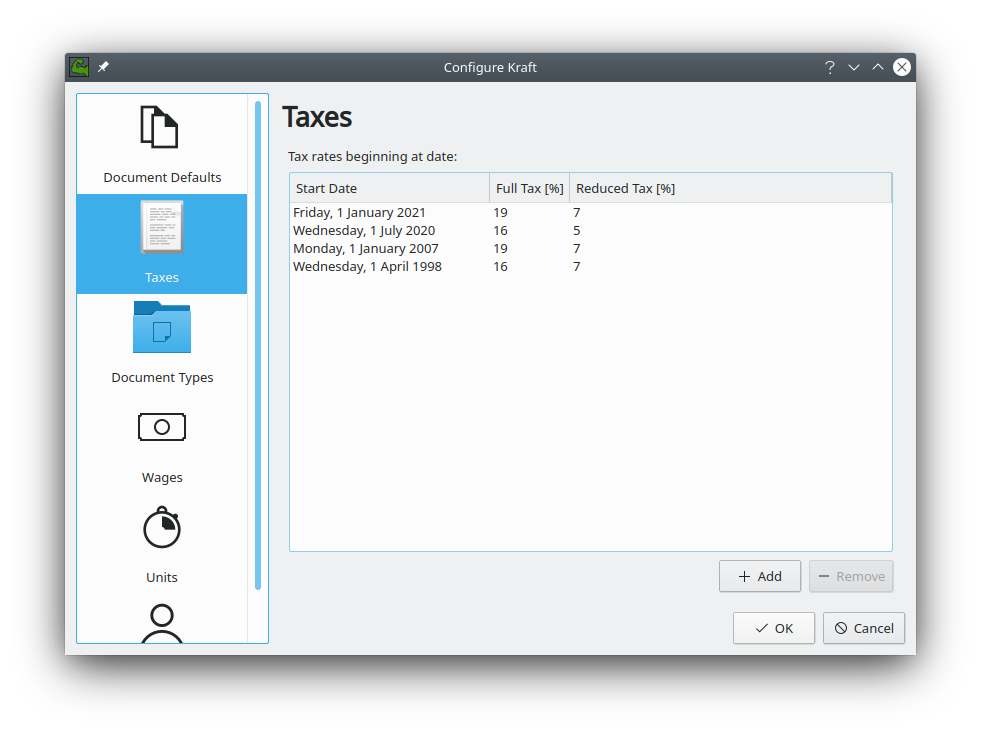 Configure Kraft
?
Document Defaults
Taxes
Document Types
Wages
Units
Taxes
Tax rates beginning at date:
Start Date Full Tax [%] Reduced Tax [%]
Friday, 1 January 2021 19 7
Wednesday, 1 July 2020 16 5
Monday, 1 January 2007 19 7
Wednesday, 1 April 1998 16 7
Add Remove
OK Cancel